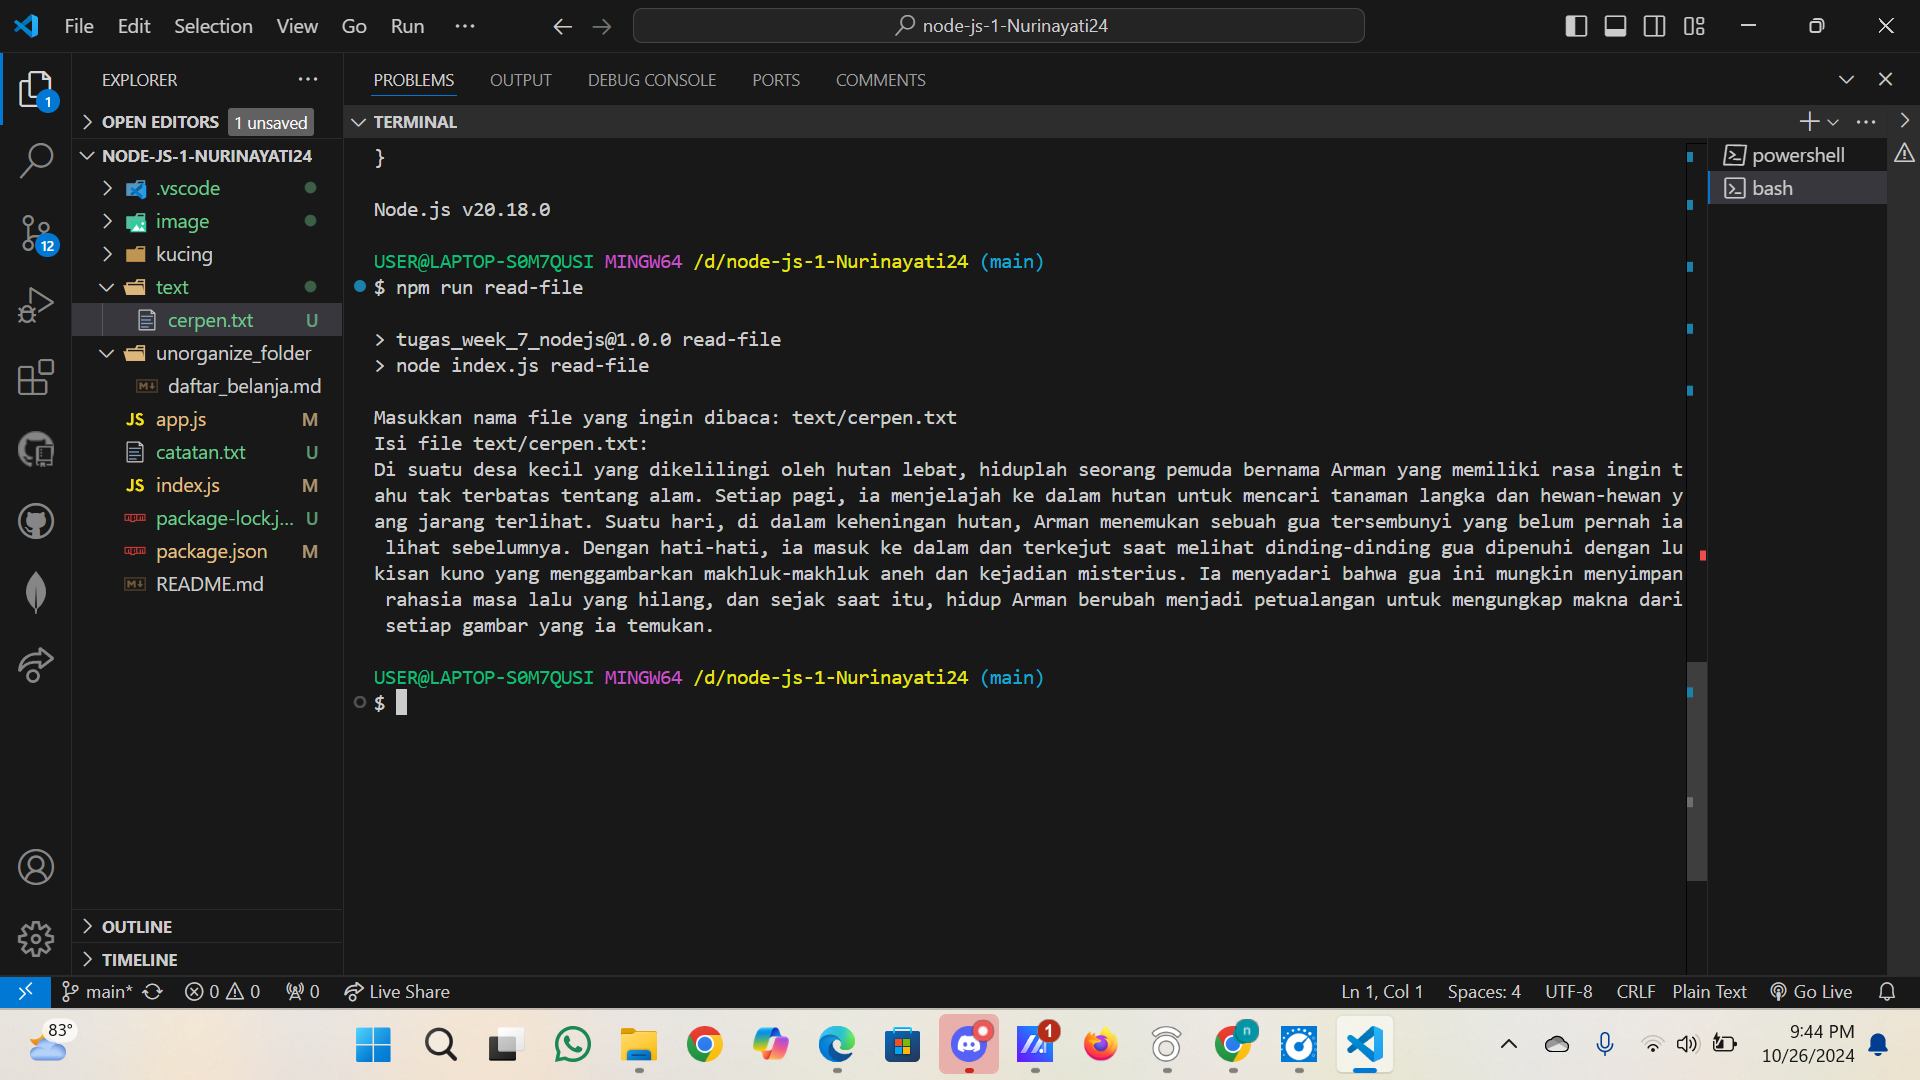 File Edit Selection View Go Run ···
node-js-1-Nurinayati24
EXPLORER ···
OPEN EDITORS 1 unsaved
NODE-JS-1-NURINAYATI24
.vscode
image
kucing
text
cerpen.txt U
unorganize_folder
daftar_belanja.md
JS app.js M
catatan.txt U
JS index.js M
package-lock.j... U
package.json M
README.md
OUTLINE
TIMELINE
1
12
PROBLEMS OUTPUT DEBUG CONSOLE PORTS COMMENTS
TERMINAL
powershell
bash
}
Node.js v20.18.0
USER@LAPTOP-S0M7QUSI MINGW64 /d/node-js-1-Nurinayati24 (main)
$ npm run read-file
> tugas_week_7_nodejs@1.0.0 read-file
> node index.js read-file
Masukkan nama file yang ingin dibaca: text/cerpen.txt
Isi file text/cerpen.txt:
Di suatu desa kecil yang dikelilingi oleh hutan lebat, hiduplah seorang pemuda bernama Arman yang memiliki rasa ingin t
ahu tak terbatas tentang alam. Setiap pagi, ia menjelajah ke dalam hutan untuk mencari tanaman langka dan hewan-hewan y
ang jarang terlihat. Suatu hari, di dalam keheningan hutan, Arman menemukan sebuah gua tersembunyi yang belum pernah ia
lihat sebelumnya. Dengan hati-hati, ia masuk ke dalam dan terkejut saat melihat dinding-dinding gua dipenuhi dengan lu
kisan kuno yang menggambarkan makhluk-makhluk aneh dan kejadian misterius. Ia menyadari bahwa gua ini mungkin menyimpan
rahasia masa lalu yang hilang, dan sejak saat itu, hidup Arman berubah menjadi petualangan untuk mengungkap makna dari
setiap gambar yang ia temukan.
USER@LAPTOP-S0M7QUSI MINGW64 /d/node-js-1-Nurinayati24 (main)
$
main* 0 0 0 Live Share
Ln 1, Col 1 Spaces: 4 UTF-8 CRLF Plain Text Go Live
83°
1
n
9:44 PM
10/26/2024